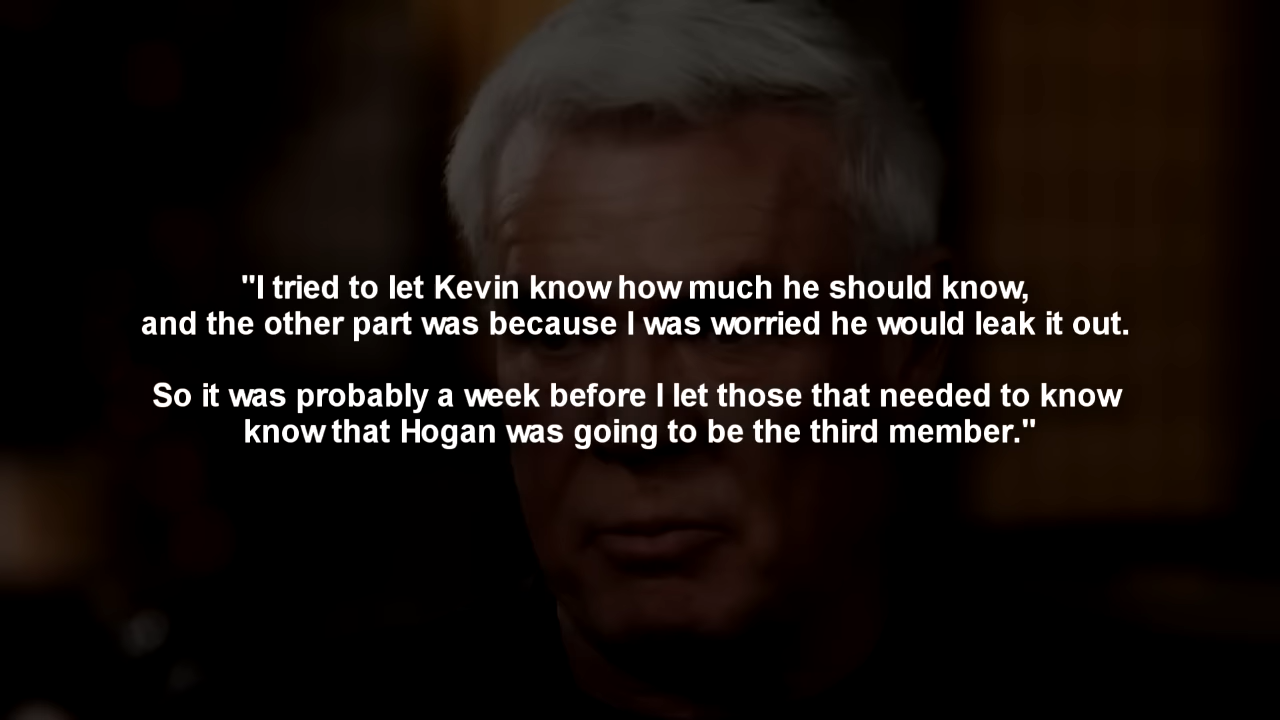 "I tried to let Kevin know how much he should know,
and the other part was because I was worried he would leak it out.
So it was probably a week before I let those that needed to know
know that Hogan was going to be the third member."